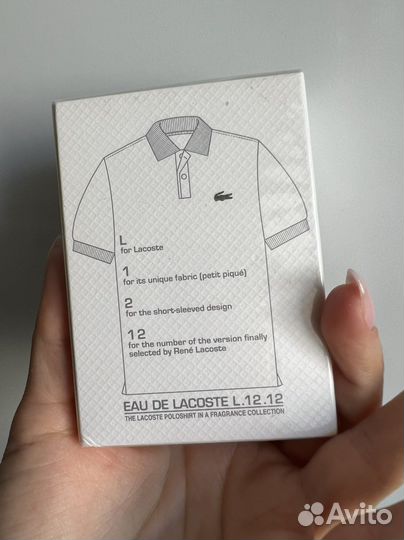 L
for Lacoste
1
for its unique fabric (petit piqué)
2
for the short-sleeved design
12
for the number of the version finally
selected by René Lacoste
EAU DE LACOSTE L.12.12
THE LACOSTE POLOSHIRT IN A FRAGRANCE COLLECTION
Avito